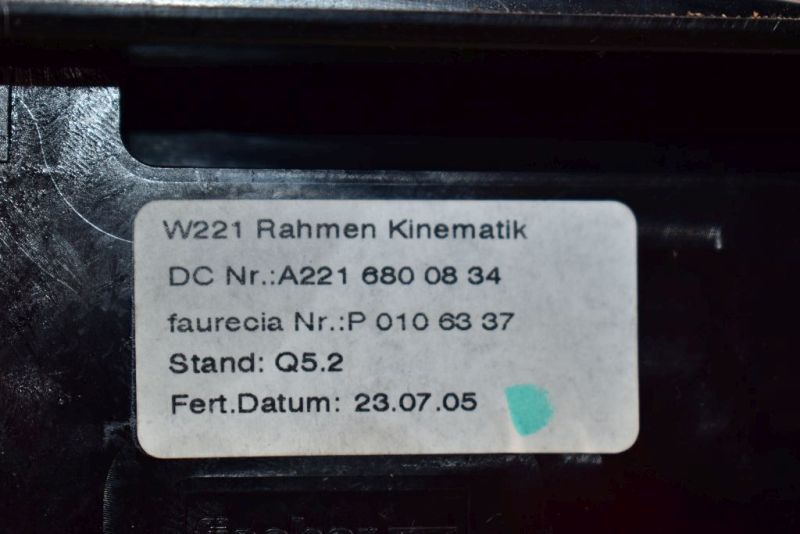 W221 Rahmen Kinematik
DC Nr.:A221 680 08 34
faurecia Nr.:P 010 63 37
Stand: Q5.2
Fert.Datum: 23.07.05